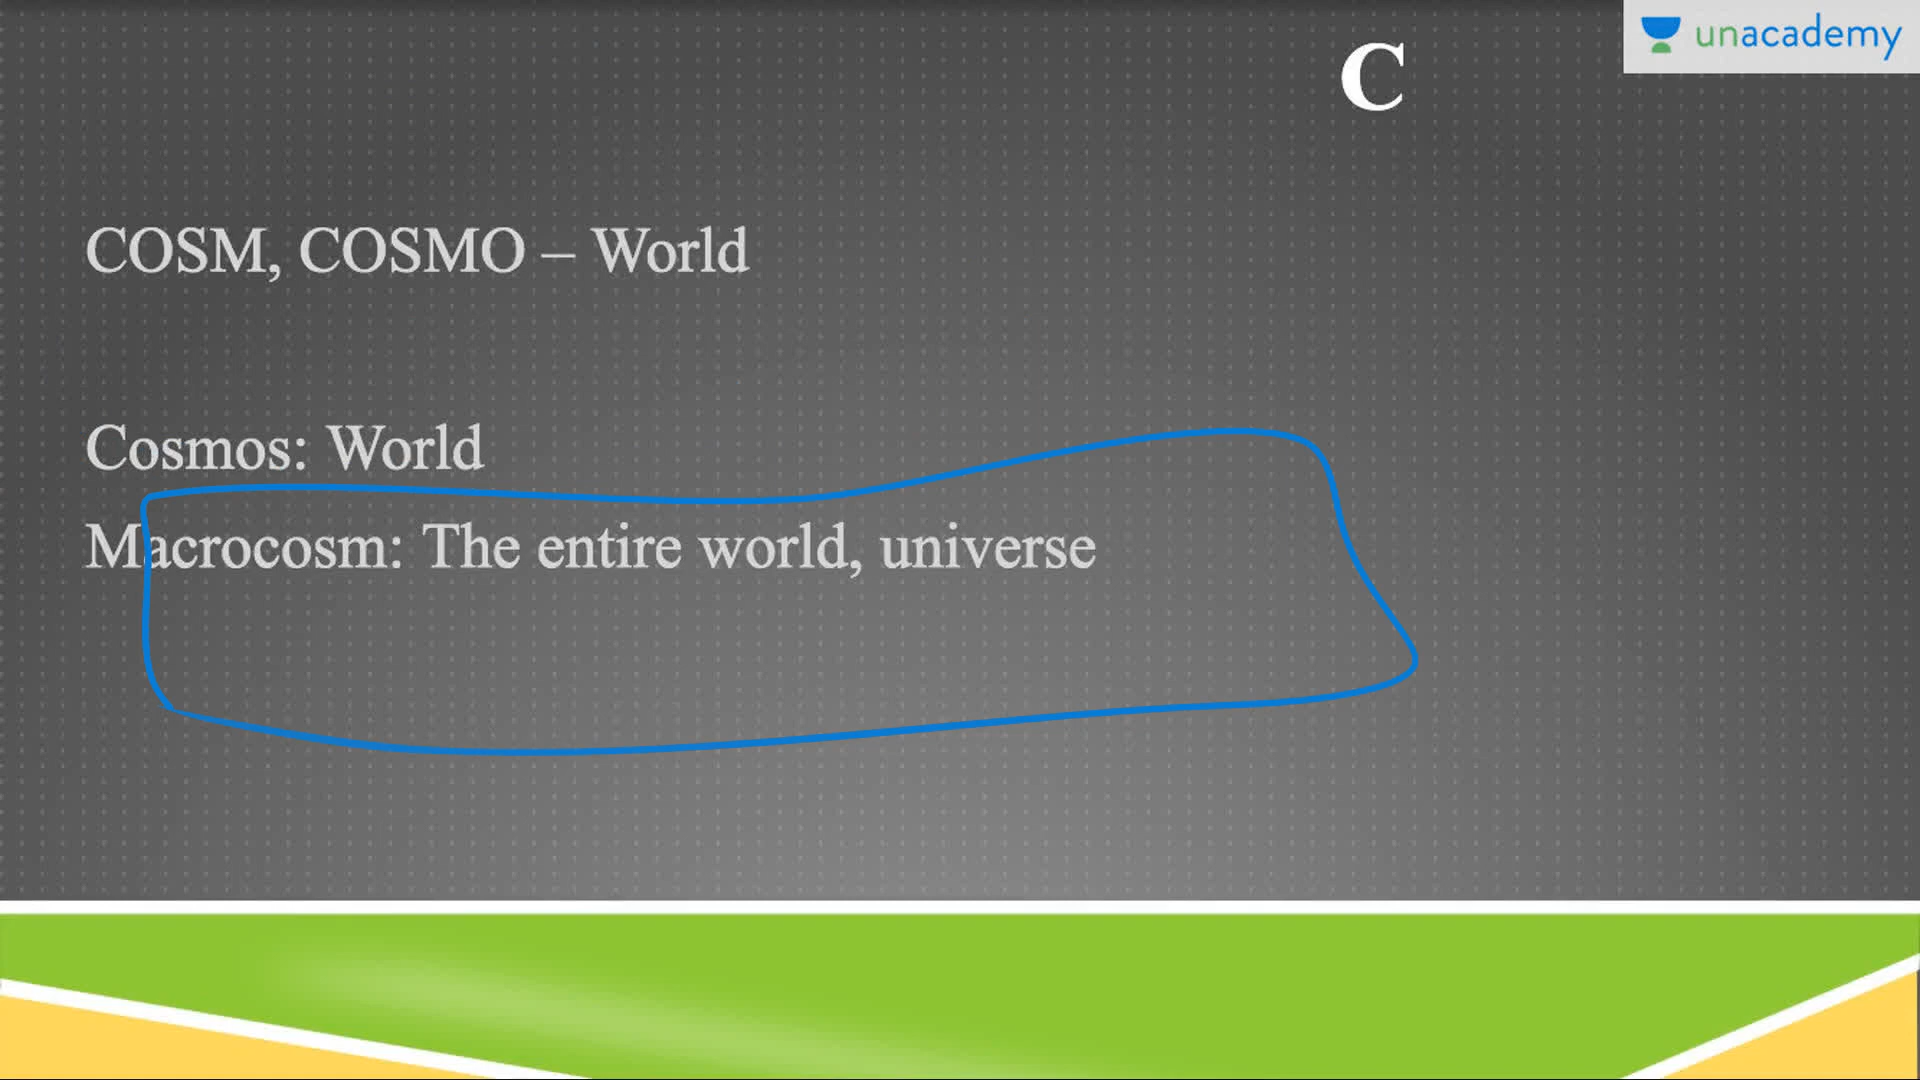 unacademy
C
COSM, COSMO – World
Cosmos: World
Macrocosm: The entire world, universe